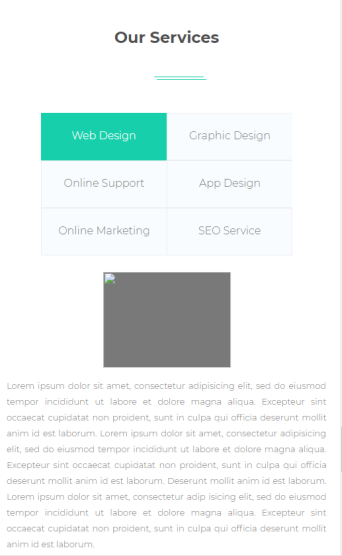 Our Services
Web Design
Graphic Design
Online Support
App Design
Online Marketing
SEO Service
Lorem ipsum dolor sit amet, consectetur adipisicing elit, sed do eiusmod
tempor incididunt ut labore et dolore magna aliqua. Excepteur sint
occaecat cupidatat non proident, sunt in culpa qui officia deserunt mollit
anim id est laborum. Lorem ipsum dolor sit amet, consectetur adipisicing
elit, sed do eiusmod tempor incididunt ut labore et dolore magna aliqua.
Excepteur sint occaecat cupidatat non proident, sunt in culpa qui officia
deserunt mollit anim id est laborum. Deserunt mollit anim id est laborum.
Lorem ipsum dolor sit amet, consectetur adip isicing elit, sed do eiusmod
tempor incididunt ut labore et dolore magna aliqua. Excepteur sint
occaecat cupidatat non proident, sunt in culpa qui officia deserunt mollit
anim id est laborum.